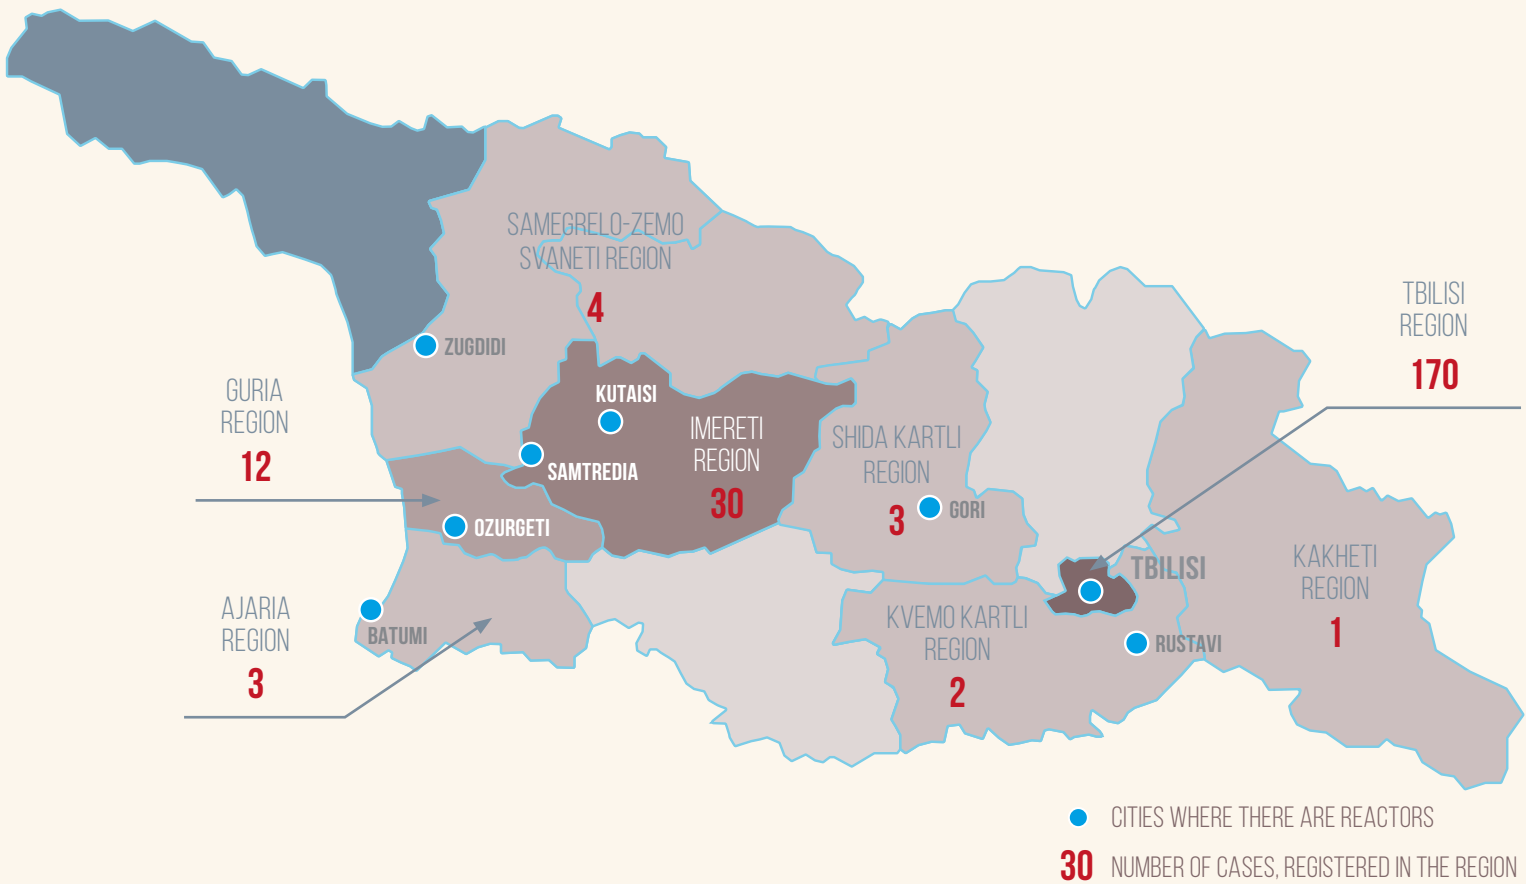 SAMEGRELO-ZEMO
SVANETI REGION
4
ZUGDIDI
GURIA
REGION
12
KUTAISI
IMERETI
REGION
30
SAMTREDIA
OZURGETI
SHIDA KARTLI
REGION
3
GORI
TBILISI
REGION
170
AJARIA
REGION
3
BATUMI
TBILISI
KVEMO KARTLI
REGION
2
RUSTAVI
KAKHETI
REGION
1
CITIES WHERE THERE ARE REACTORS
30 NUMBER OF CASES, REGISTERED IN THE REGION